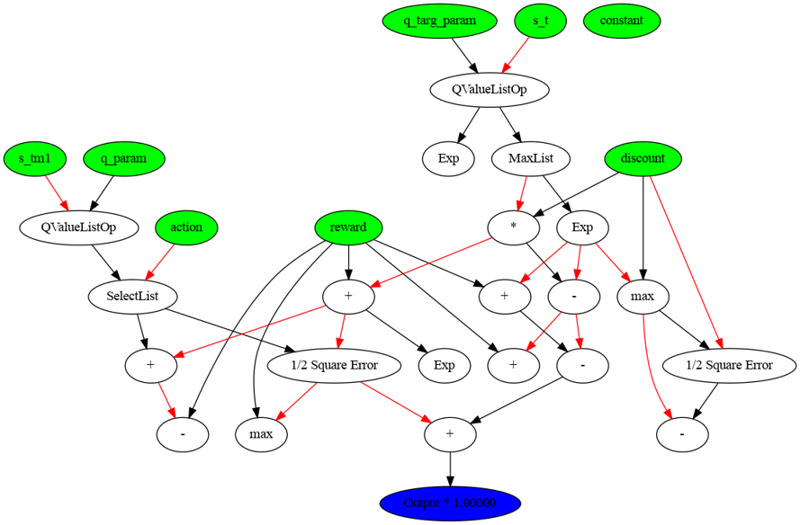 q_targ_param
s_t
constant
QValueListOp
s_tm1
q_param
Exp
MaxList
discount
QValueListOp
action
reward
*
Exp
SelectList
+
+
-
max
+
1/2 Square Error
Exp
+
-
1/2 Square Error
-
max
+
-
Output * 1.00000